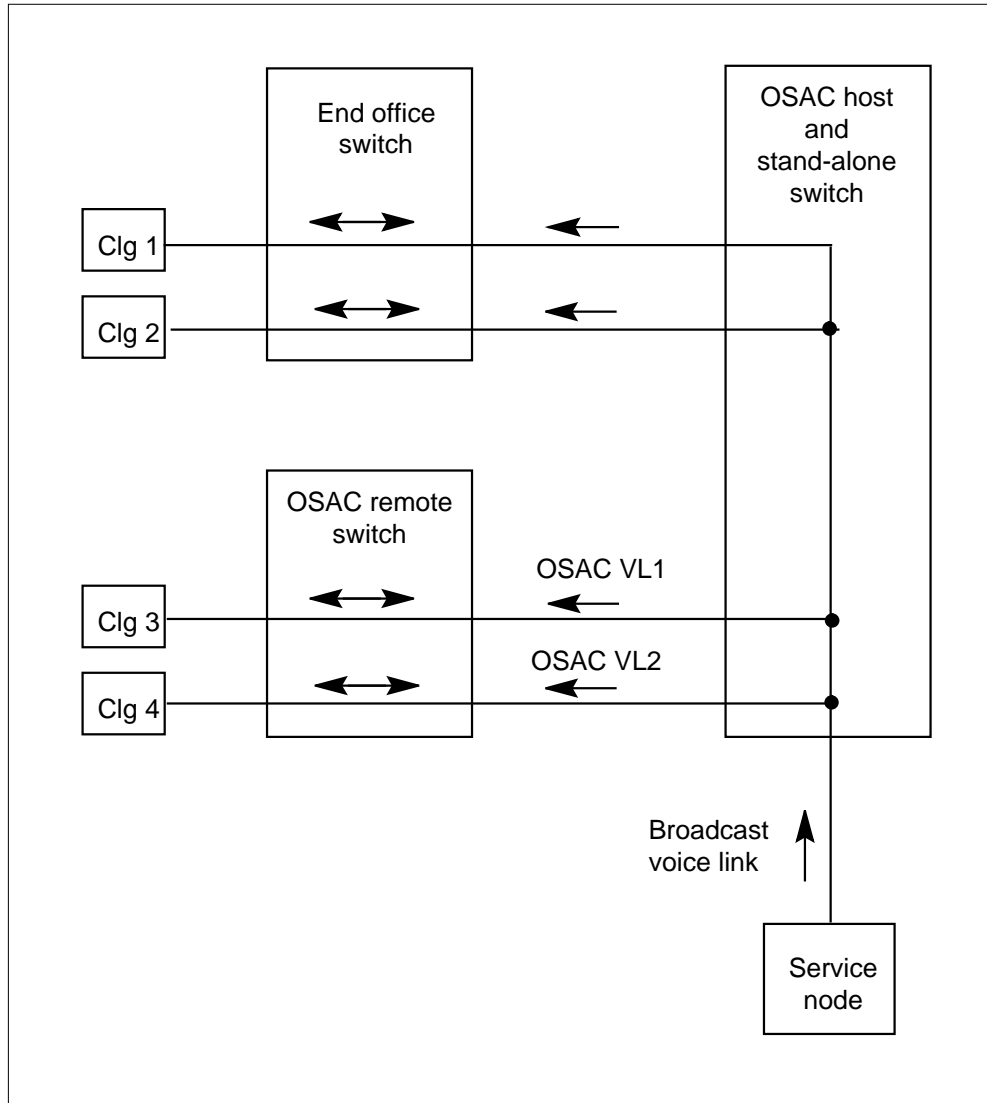 End office
switch
OSAC host
and
stand-alone
switch
Clg 1
Clg 2
OSAC remote
switch
OSAC VL1
Clg 3
OSAC VL2
Clg 4
Broadcast
voice link
Service
node